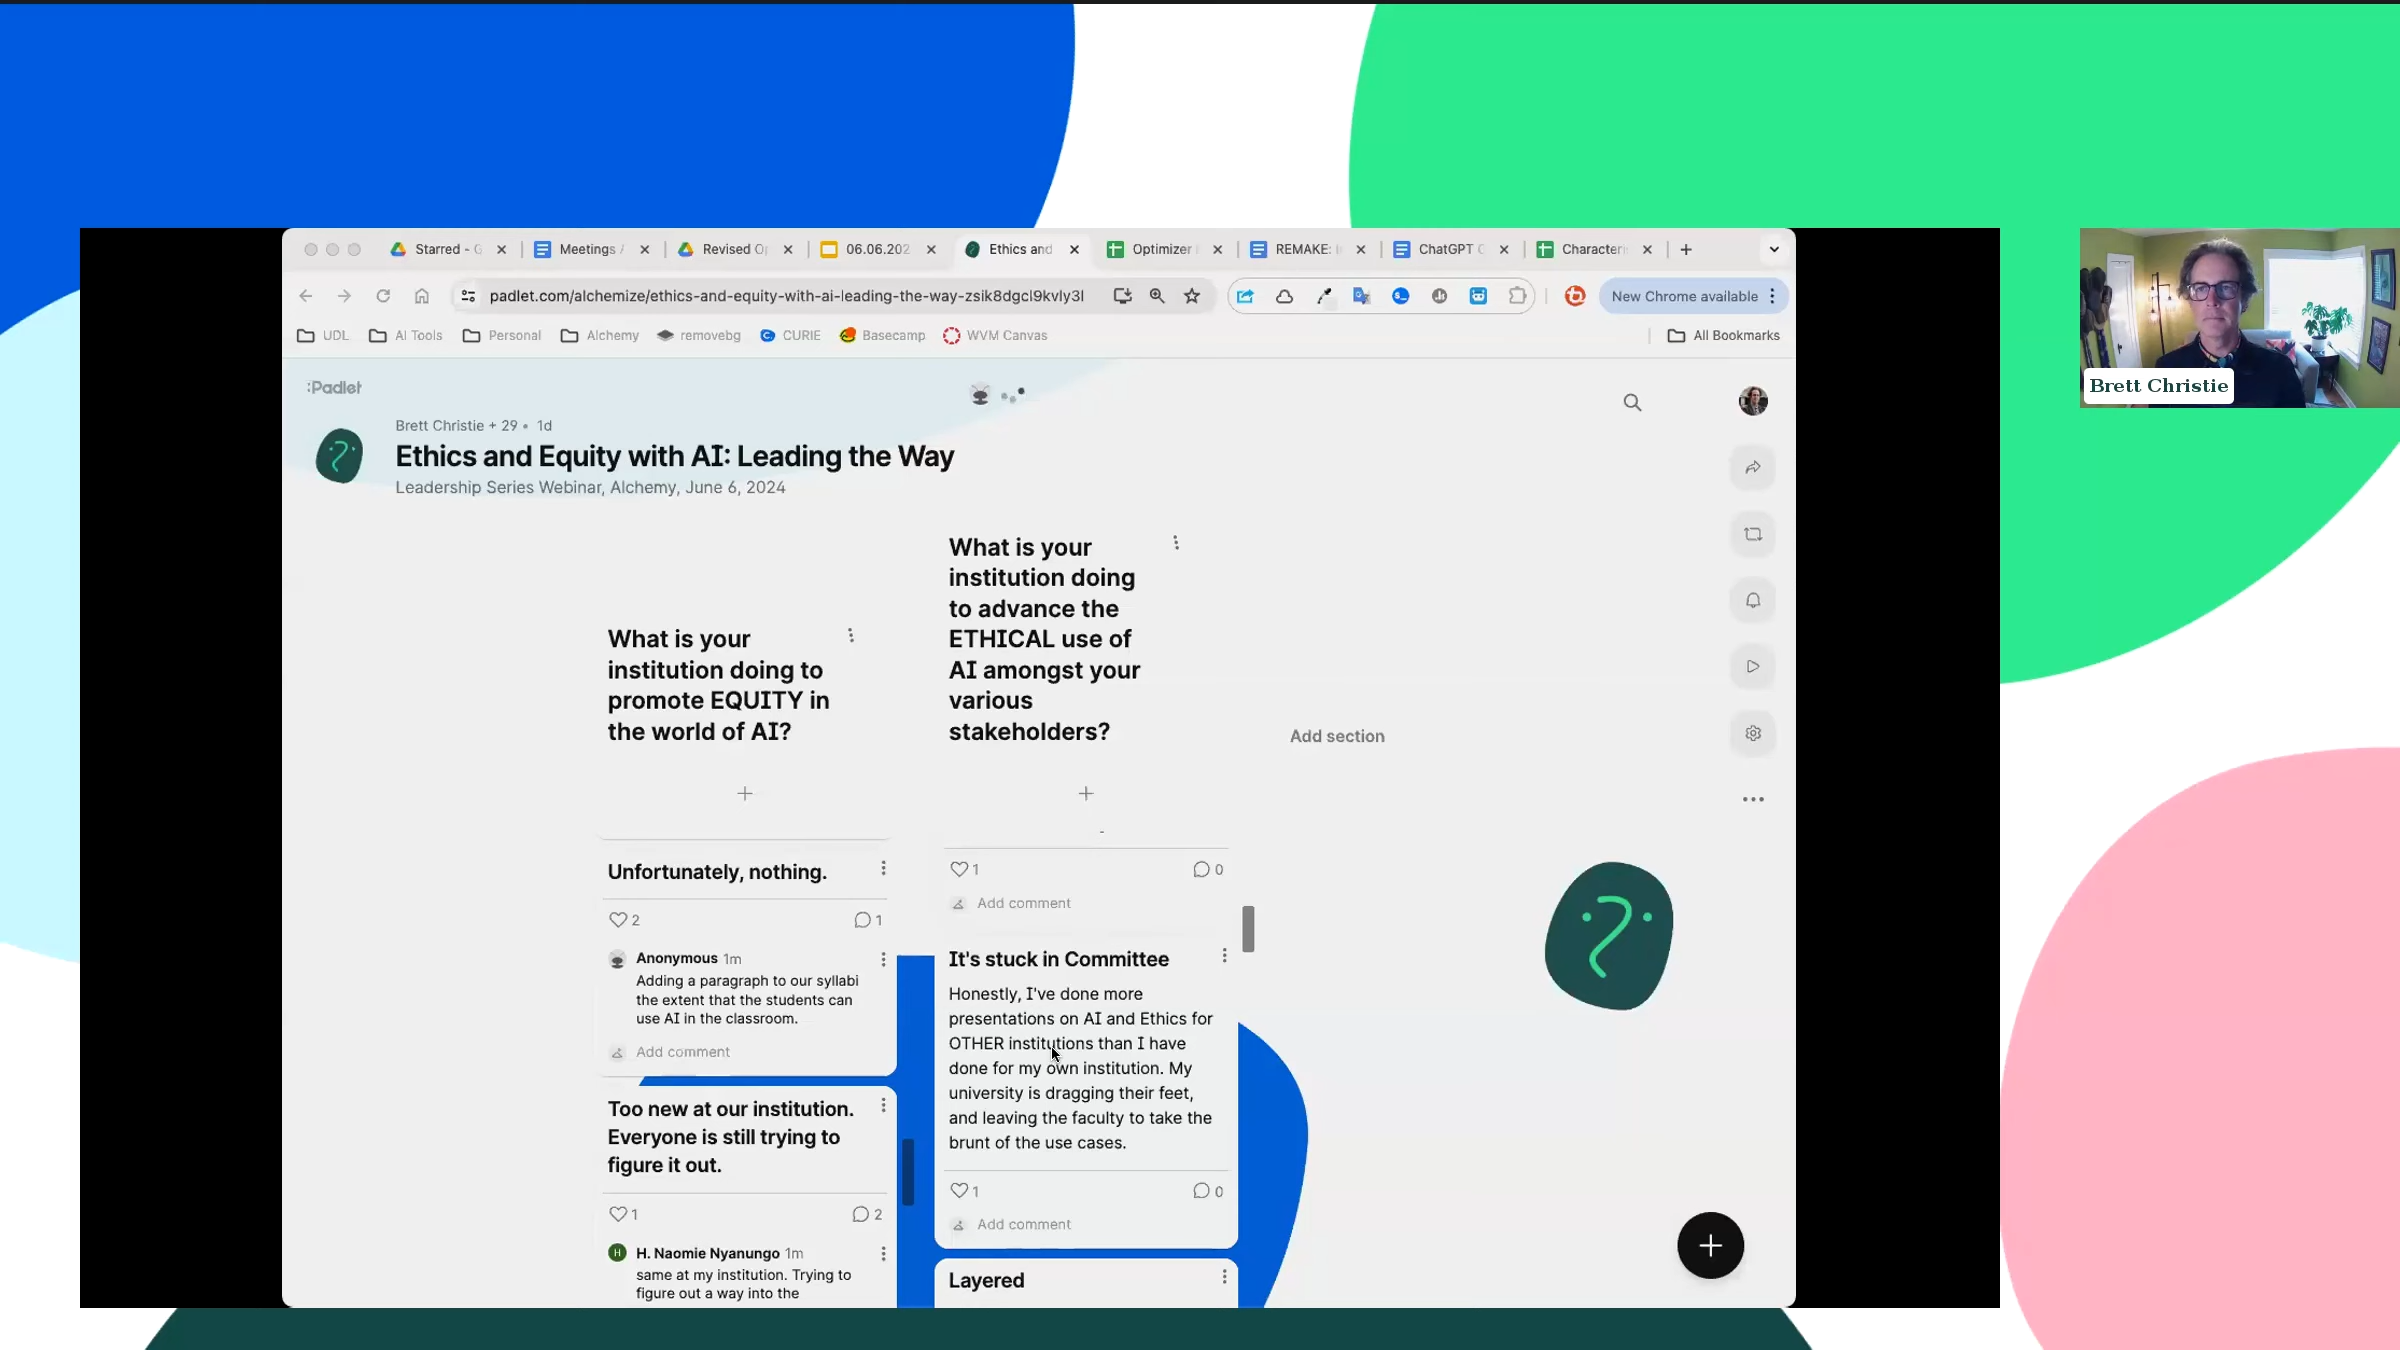 Starred - G
Meetings /
Revised O
06.06.202
Ethics and
Optimizer
REMAKE:
ChatGPT
Character
padlet.com/alchemize/ethics-and-equity-with-ai-leading-the-way-zsik8dgcl9kvly3l
New Chrome available
UDL
AI Tools
Personal
Alchemy
removebg
CURIE
Basecamp
WVM Canvas
All Bookmarks
:Padlet
Brett Christie + 29 • 1d
Ethics and Equity with AI: Leading the Way
Leadership Series Webinar, Alchemy, June 6, 2024
What is your
institution doing to
promote EQUITY in
the world of AI?
Unfortunately, nothing.
2
1
Anonymous 1m
Adding a paragraph to our syllabi
the extent that the students can
use AI in the classroom.
Add comment
Too new at our institution.
Everyone is still trying to
figure it out.
1
2
H
H. Naomie Nyanungo 1m
same at my institution. Trying to
figure out a way into the
What is your
institution doing
to advance the
ETHICAL use of
AI amongst your
various
stakeholders?
1
0
Add comment
It's stuck in Committee
Honestly, I've done more
presentations on AI and Ethics for
OTHER institutions than I have
done for my own institution. My
university is dragging their feet,
and leaving the faculty to take the
brunt of the use cases.
1
0
Add comment
Layered
Add section
Brett Christie